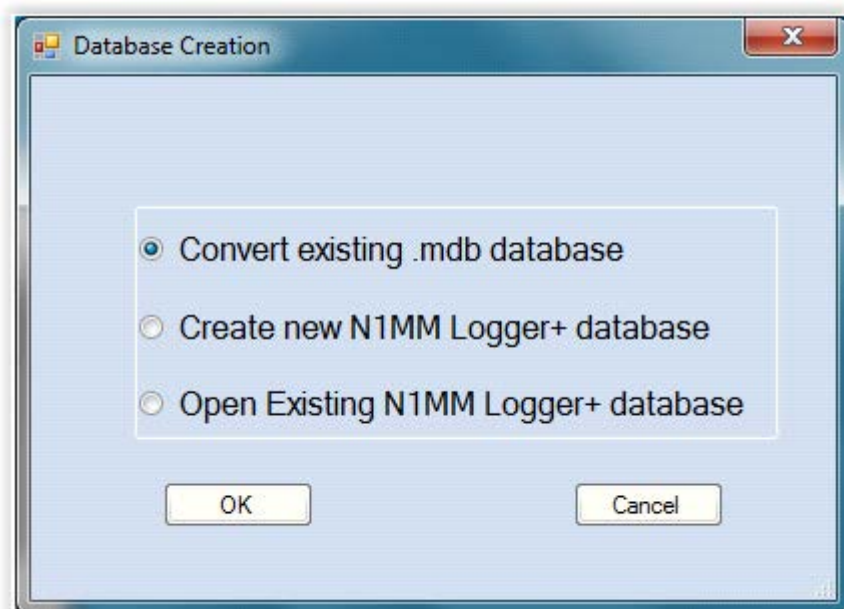 Database Creation
Convert existing .mdb database
Create new N1MM Logger+ database
Open Existing N1MM Logger+ database
OK
Cancel